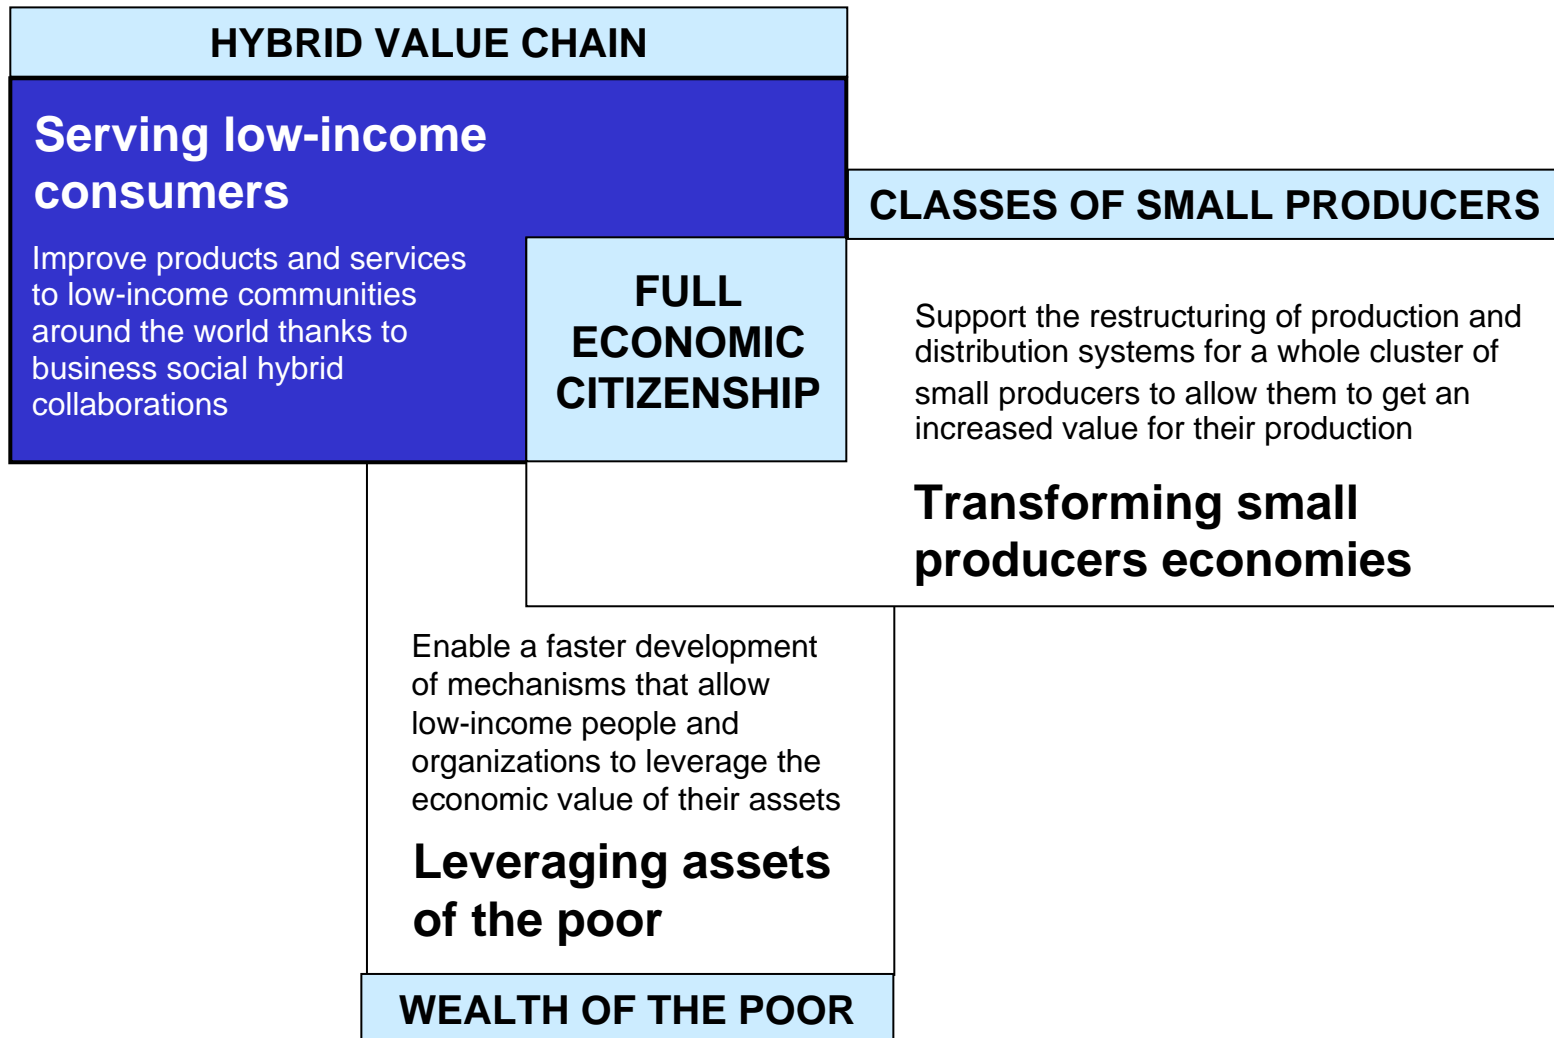 HYBRID VALUE CHAIN
Serving low-income
consumers
Improve products and services
to low-income communities
around the world thanks to
business social hybrid
collaborations
FULL
ECONOMIC
CITIZENSHIP
CLASSES OF SMALL PRODUCERS
Support the restructuring of production and
distribution systems for a whole cluster of
small producers to allow them to get an
increased value for their production
Transforming small
producers economies
Enable a faster development
of mechanisms that allow
low-income people and
organizations to leverage the
economic value of their assets
Leveraging assets
of the poor
WEALTH OF THE POOR